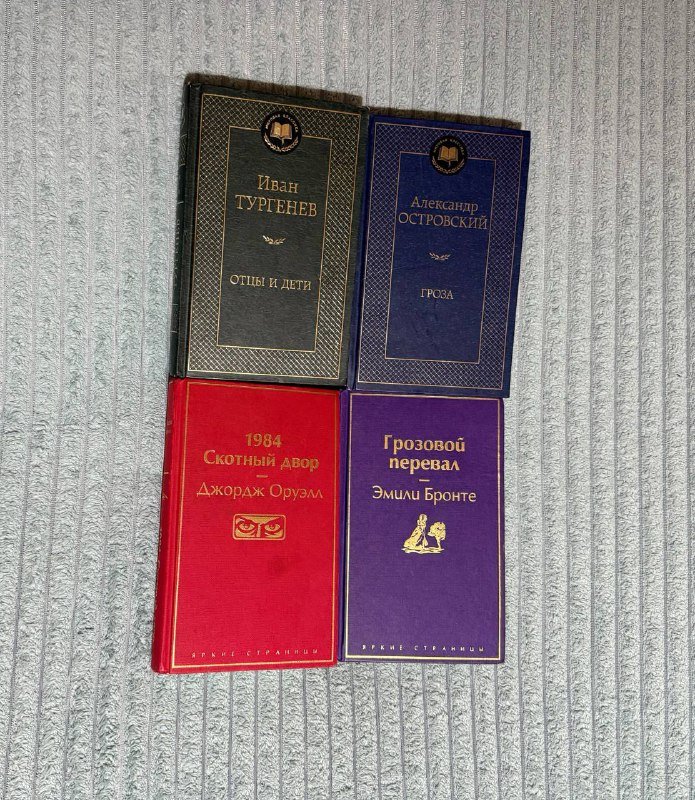 Иван
ТУРГЕНЕВ
ОТЦЫ И ДЕТИ
Александр
ОСТРОВСКИЙ
ГРОЗА
1984
Скотный двор
Джордж Оруэлл
ЯРКИЕ СТРАНИЦЫ
Грозовой
перевал
Эмили Бронте
ЯРКИЕ СТРАНИЦЫ